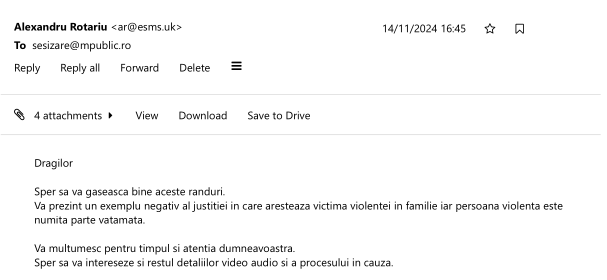 Alexandru Rotariu <ar@esms.uk>
14/11/2024 16:45
To sesizare@mpublic.ro
Reply Reply all Forward Delete
4 attachments View Download Save to Drive
Dragilor
Sper sa va gaseasca bine aceste randuri.
Va prezint un exemplu negativ al justitiei in care aresteaza victima violentei in familie iar persoana violenta este
numita parte vatamata.
Va multumesc pentru timpul si atentia dumneavoastra.
Sper sa va intereseze si restul detaliilor video audio si a procesului in cauza.